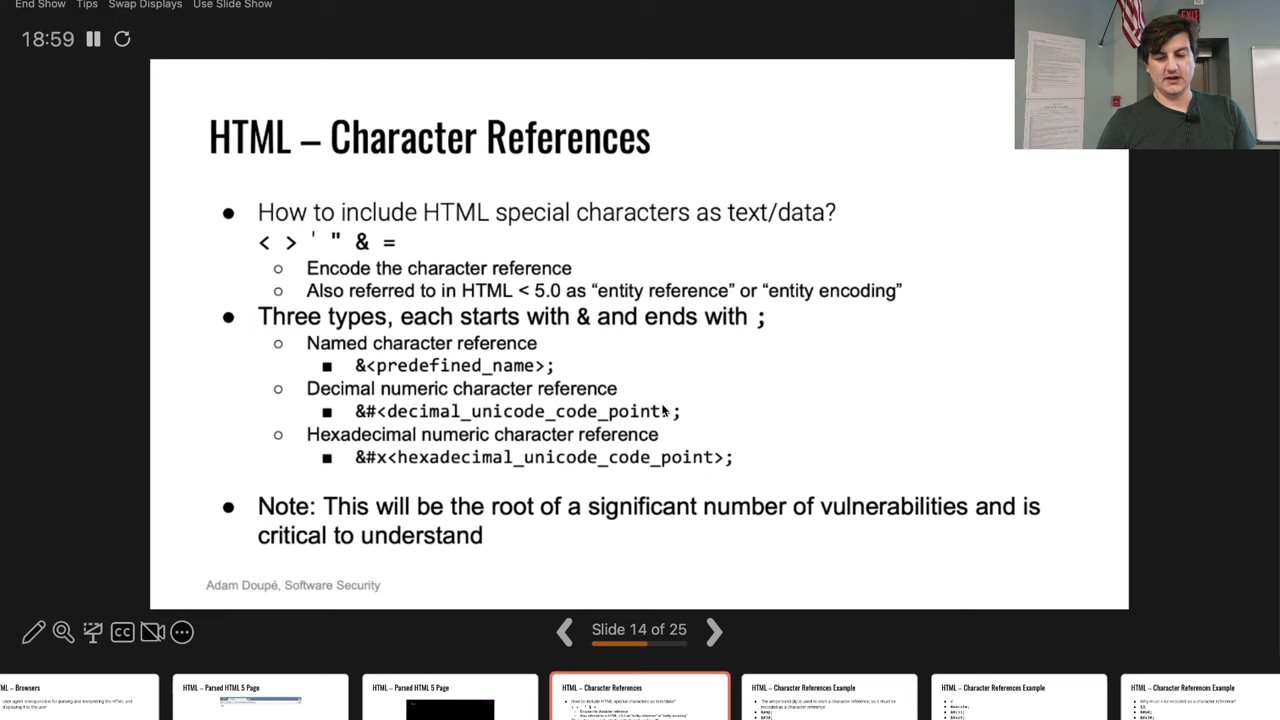 End Show Tips Swap Displays Use Slide Show
18:59
EXIT
HTML – Character References
● How to include HTML special characters as text/data?
< > ' " & =
○ Encode the character reference
○ Also referred to in HTML < 5.0 as “entity reference” or “entity encoding”
● Three types, each starts with & and ends with ;
○ Named character reference
■ &<predefined_name>;
○ Decimal numeric character reference
■ &#<decimal_unicode_code_point>;
○ Hexadecimal numeric character reference
■ &#x<hexadecimal_unicode_code_point>;
● Note: This will be the root of a significant number of vulnerabilities and is
critical to understand
Adam Doupé, Software Security
CC
Slide 14 of 25
HTML – Parsed HTML 5 Page
HTML – Parsed HTML 5 Page
HTML – Character References
HTML – Character References Example
HTML – Character References Example
HTML – Character References Example